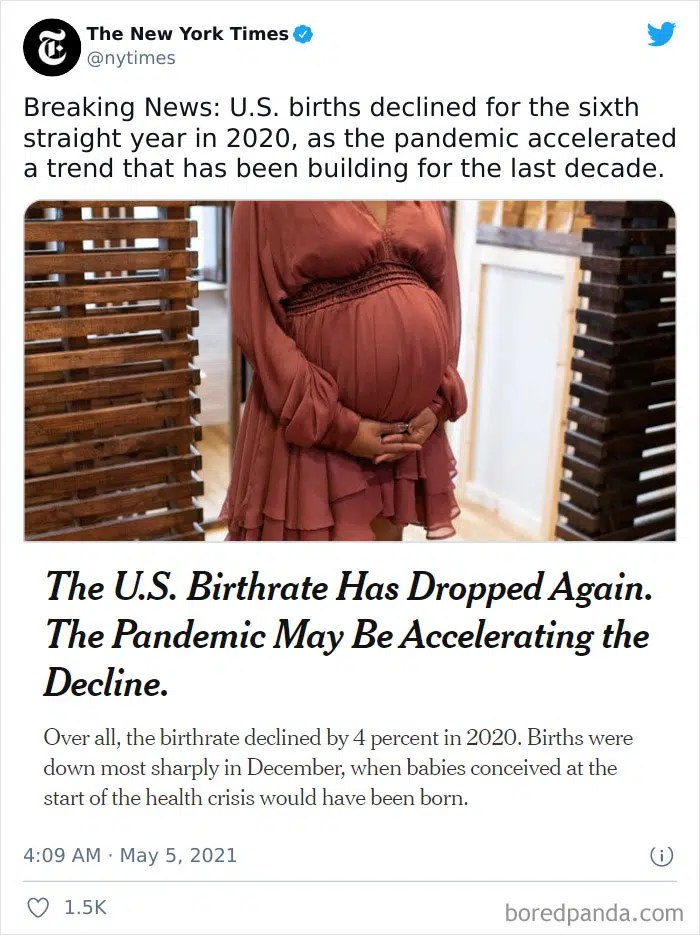 The New York Times
@nytimes
Breaking News: U.S. births declined for the sixth
straight year in 2020, as the pandemic accelerated
a trend that has been building for the last decade.
The U.S. Birthrate Has Dropped Again.
The Pandemic May Be Accelerating the
Decline.
Over all, the birthrate declined by 4 percent in 2020. Births were
down most sharply in December, when babies conceived at the
start of the health crisis would have been born.
4:09 AM · May 5, 2021
1.5K
boredpanda.com